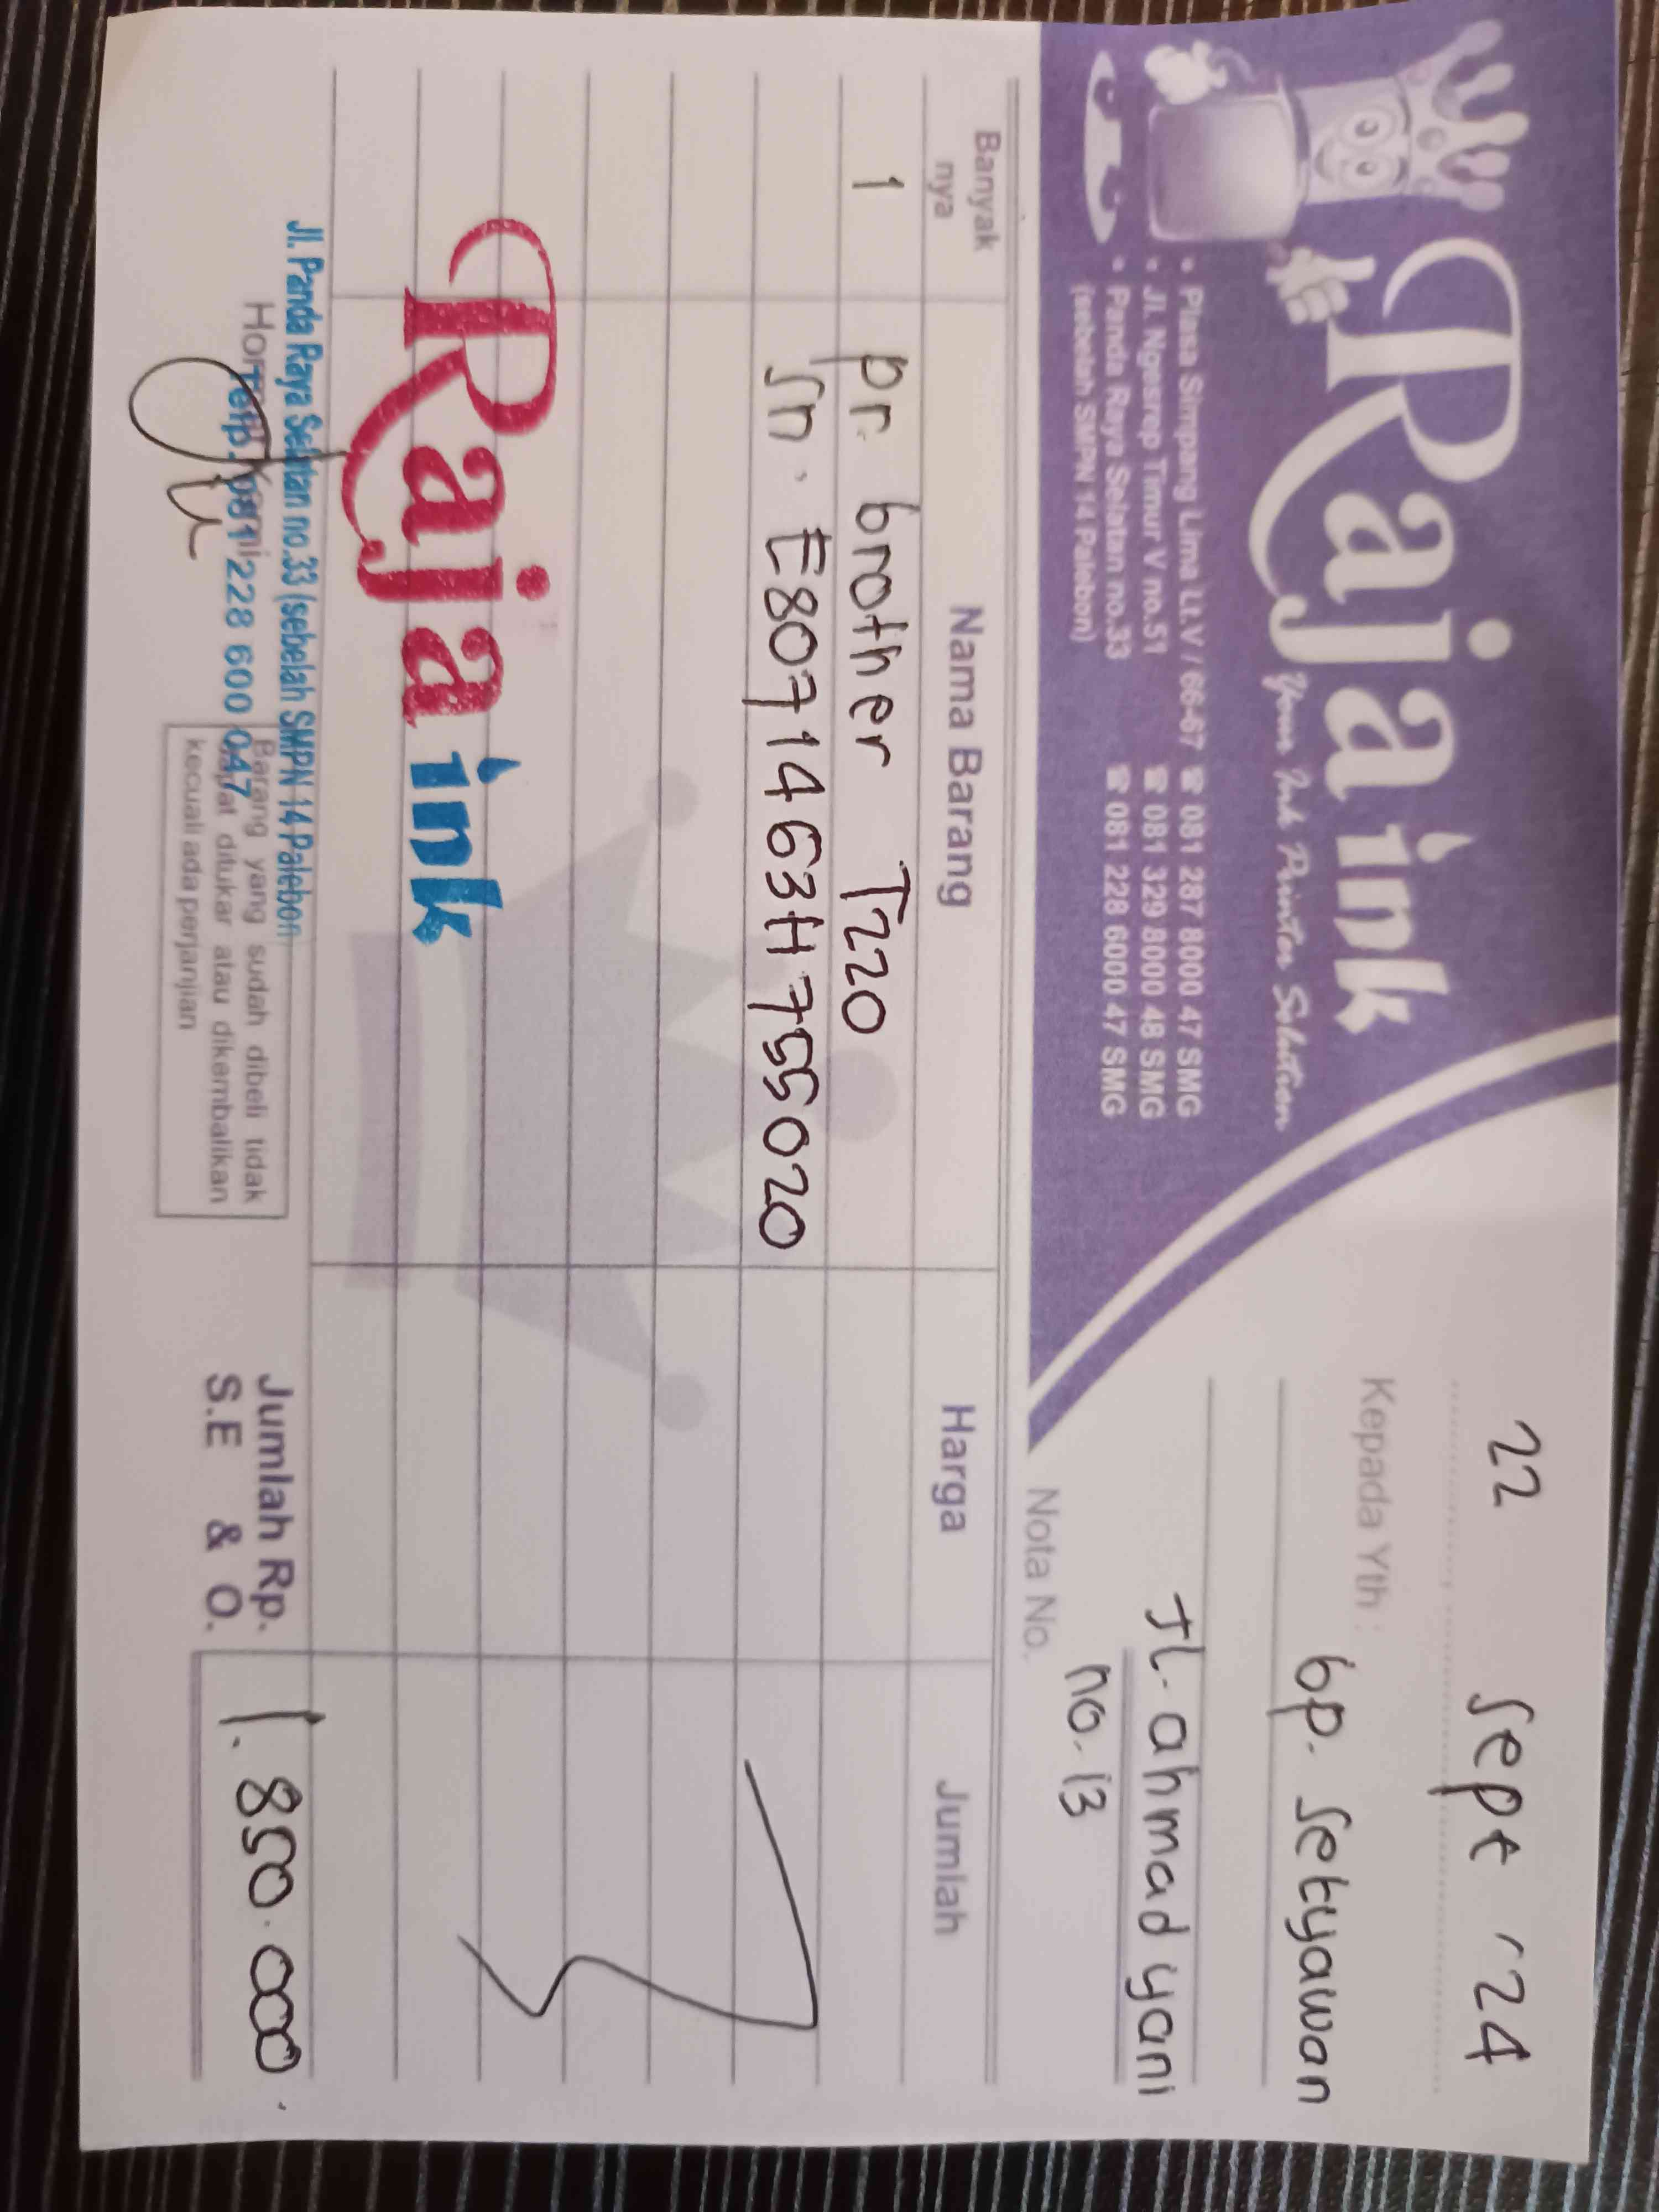 Raja ink
Your Ink Printer Solution
• Plasa Simpang Lima Lt.V / 66-67 ☎ 081 287 8000 47 SMG
• Jl. Ngesrep Timur V no.51 ☎ 081 329 8000 48 SMG
• Panda Raya Selatan no.33 ☎ 081 228 6000 47 SMG
(sebelah SMPN 14 Palebon)
22 Sept '24
Kepada Yth :
bp. Setyawan
Jl. ahmad yani
no. 13
Nota No.
Banyak nya Nama Barang Harga Jumlah
1 pr. brother T220
Sn. E80714G3H755020
Raja ink
Jl. Panda Raya Selatan no.33 (sebelah SMPN 14 Palebon
Hormat Kami
Telp. 081 228 600 047
Barang yang sudah dibeli tidak
dapat ditukar atau dikembalikan
kecuali ada perjanjian
Jumlah Rp. 1.850.000.
S.E & O.